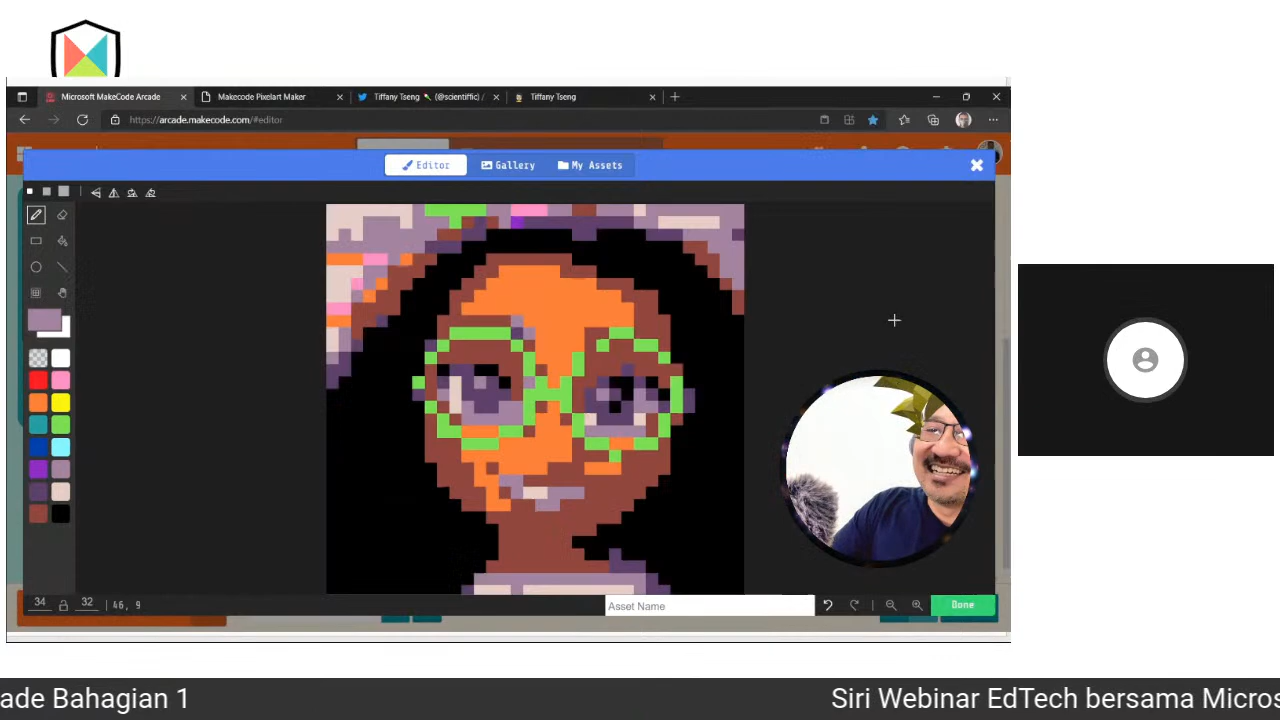 Microsoft MakeCode Arcade
Makecode Pixelart Maker
Tiffany Tseng (@scientiffic) /
Tiffany Tseng
https://arcade.makecode.com/#editor
Editor
Gallery
My Assets
34
32
46, 9
Asset Name
Done
ade Bahagian 1
Siri Webinar EdTech bersama Micros